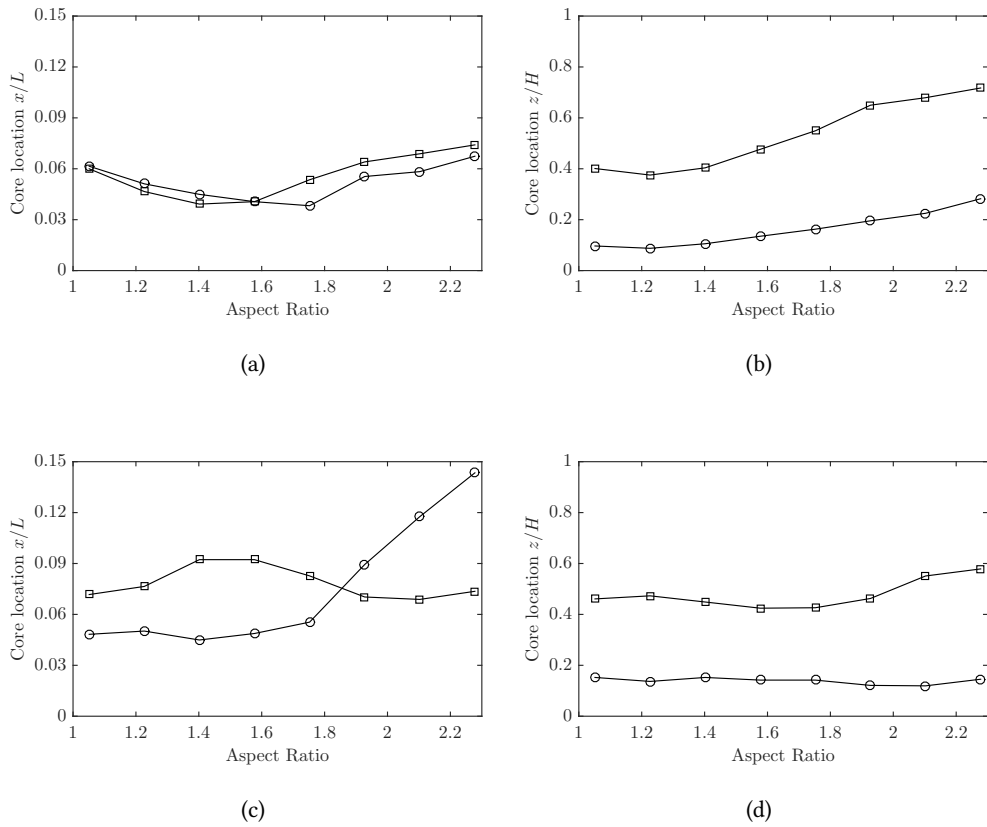 0.15
0.12
0.09
0.06
0.03
0
Core location x/L
1 1.2 1.4 1.6 1.8 2 2.2
Aspect Ratio
(a)
1
0.8
0.6
0.4
0.2
0
Core location z/H
1 1.2 1.4 1.6 1.8 2 2.2
Aspect Ratio
(b)
0.15
0.12
0.09
0.06
0.03
0
Core location x/L
1 1.2 1.4 1.6 1.8 2 2.2
Aspect Ratio
(c)
1
0.8
0.6
0.4
0.2
0
Core location z/H
1 1.2 1.4 1.6 1.8 2 2.2
Aspect Ratio
(d)